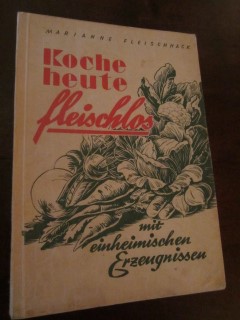 MARIANNE FLEISCHHACK
Koche
heute
fleischlos
mit
einheimischen
Erzeugnissen